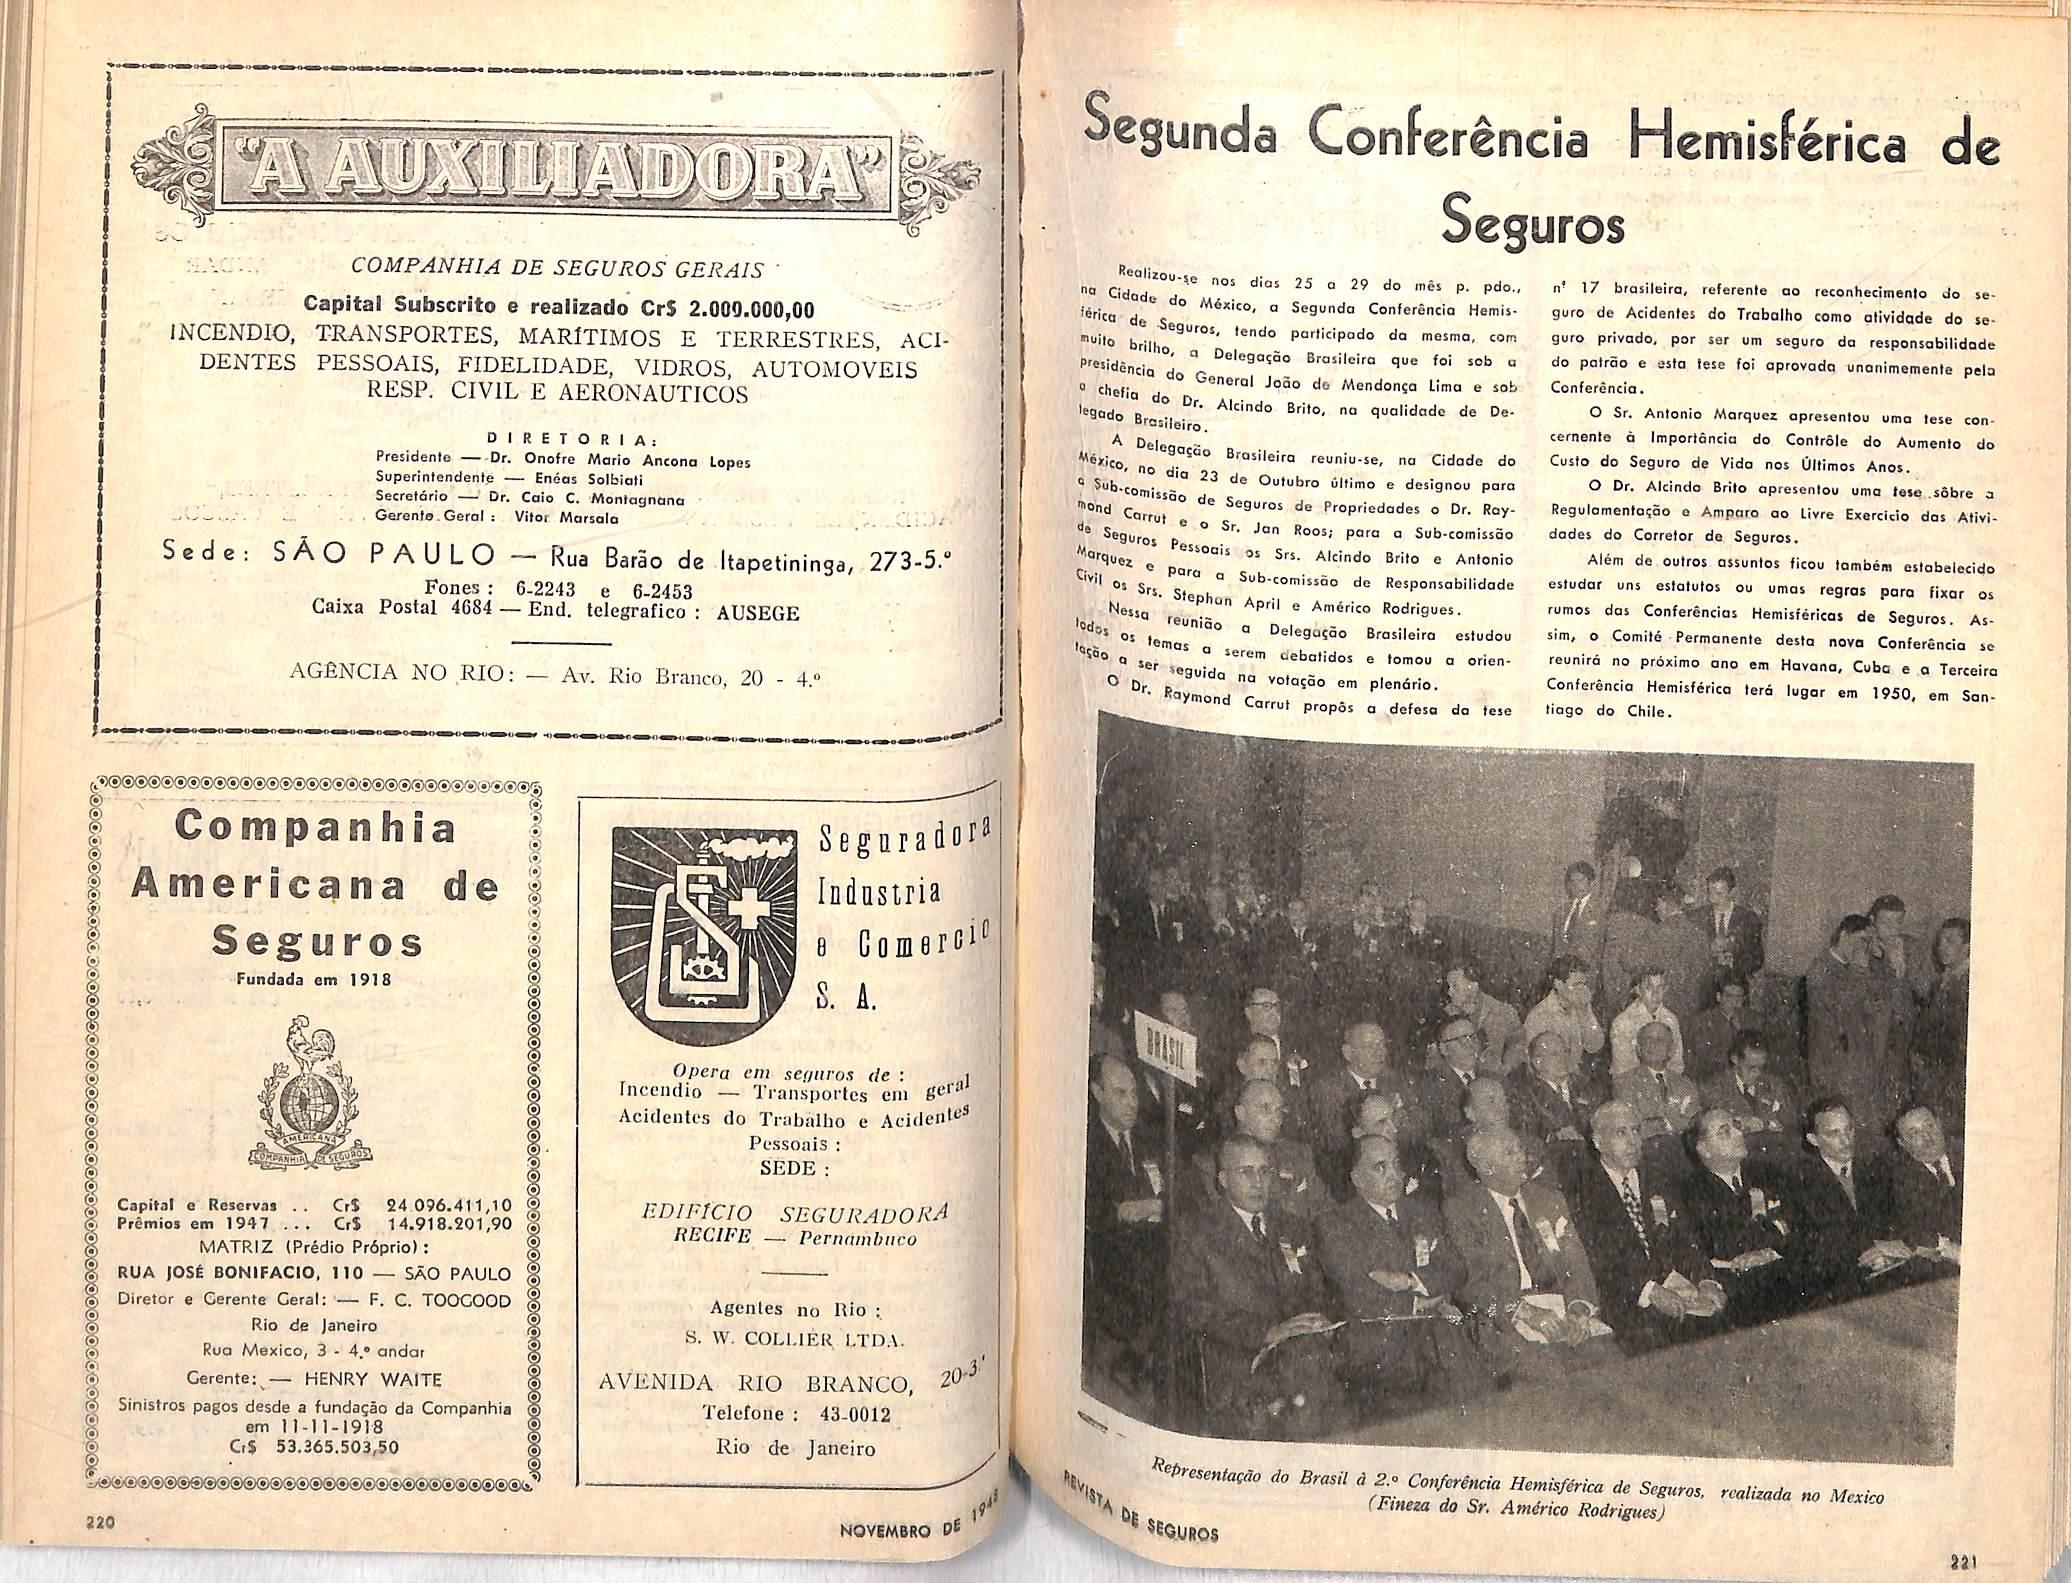 "A AUXILIADORA"
COMPANHIA DE SEGUROS GERAIS
Capital Subscrito e realizado Cr$ 2.000.000,00
INCENDIO, TRANSPORTES, MARÍTIMOS E TERRESTRES, ACI-
DENTES PESSOAIS, FIDELIDADE, VIDROS, AUTOMOVEIS
RESP. CIVIL E AERONAUTICOS
DIRETORIA:
Presidente — Dr. Onofre Mario Ancona Lopes
Superintendente — Enéas Solbiati
Secretário — Dr. Caio C. Montagnana
Gerente Geral : Vitor Marsala
Sede: SÃO PAULO — Rua Barão de Itapetininga, 273-5.º
Fones : 6-2243 e 6-2453
Caixa Postal 4684 — End. telegrafico : AUSEGE
AGÊNCIA NO RIO: — Av. Rio Branco, 20 - 4.º
Companhia
Americana de
Seguros
Fundada em 1918
AMERICANA
COMPANHIA DE SEGUROS
Capital e Reservas .. Cr$ 24.096.411,10
Prêmios em 1947 ... Cr$ 14.918.201,90
MATRIZ (Prédio Próprio) :
RUA JOSÉ BONIFACIO, 110 — SÃO PAULO
Diretor e Gerente Geral: — F. C. TOOGOOD
Rio de Janeiro
Rua Mexico, 3 - 4.º andar
Gerente: — HENRY WAITE
Sinistros pagos desde a fundação da Companhia
em 11-11-1918
Cr$ 53.365.503,50
Seguradora
Industria
e Comercio
S. A.
Opera em seguros de :
Incendio — Transportes em geral
Acidentes do Trabalho e Acidentes
Pessoais :
SEDE :
EDIFÍCIO SEGURADORA
RECIFE — Pernambuco
Agentes no Rio :
S. W. COLLIER LTDA.
AVENIDA RIO BRANCO, 20-3.º
Telefone : 43-0012
Rio de Janeiro
220
NOVEMBRO DE 1948
Segunda Conferência Hemisférica de
Seguros
Realizou-se nos dias 25 a 29 do mês p. pdo.,
na Cidade do México, a Segunda Conferência Hemis-
férica de Seguros, tendo participado da mesma, com
muito brilho, a Delegação Brasileira que foi sob a
presidência do General João de Mendonça Lima e sob
a chefia do Dr. Alcindo Brito, na qualidade de De-
legado Brasileiro.
A Delegação Brasileira reuniu-se, na Cidade do
México, no dia 23 de Outubro último e designou para
a Sub-comissão de Seguros de Propriedades o Dr. Ray-
mond Carrut e o Sr. Jan Roos; para a Sub-comissão
de Seguros Pessoais os Srs. Alcindo Brito e Antonio
Marquez e para a Sub-comissão de Responsabilidade
Civil os Srs. Stephan April e Américo Rodrigues.
Nessa reunião a Delegação Brasileira estudou
todos os temas a serem debatidos e tomou a orien-
tação a ser seguida na votação em plenário.
O Dr. Raymond Carrut propôs a defesa da tese
nº 17 brasileira, referente ao reconhecimento do se-
guro de Acidentes do Trabalho como atividade do se-
guro privado, por ser um seguro da responsabilidade
do patrão e esta tese foi aprovada unanimemente pela
Conferência.
O Sr. Antonio Marquez apresentou uma tese con-
cernente à Importância do Contrôle do Aumento do
Custo do Seguro de Vida nos Últimos Anos.
O Dr. Alcindo Brito apresentou uma tese sôbre a
Regulamentação e Amparo ao Livre Exercicio das Ativi-
dades do Corretor de Seguros.
Além de outros assuntos ficou também estabelecido
estudar uns estatutos ou umas regras para fixar os
rumos das Conferências Hemisféricas de Seguros. As-
sim, o Comité Permanente desta nova Conferência se
reunirá no próximo ano em Havana, Cuba e a Terceira
Conferência Hemisférica terá lugar em 1950, em San-
tiago do Chile.
BRASIL
Representação do Brasil à 2.º Conferência Hemisférica de Seguros, realizada no Mexico
(Fineza do Sr. Américo Rodrigues)
REVISTA DE SEGUROS
221